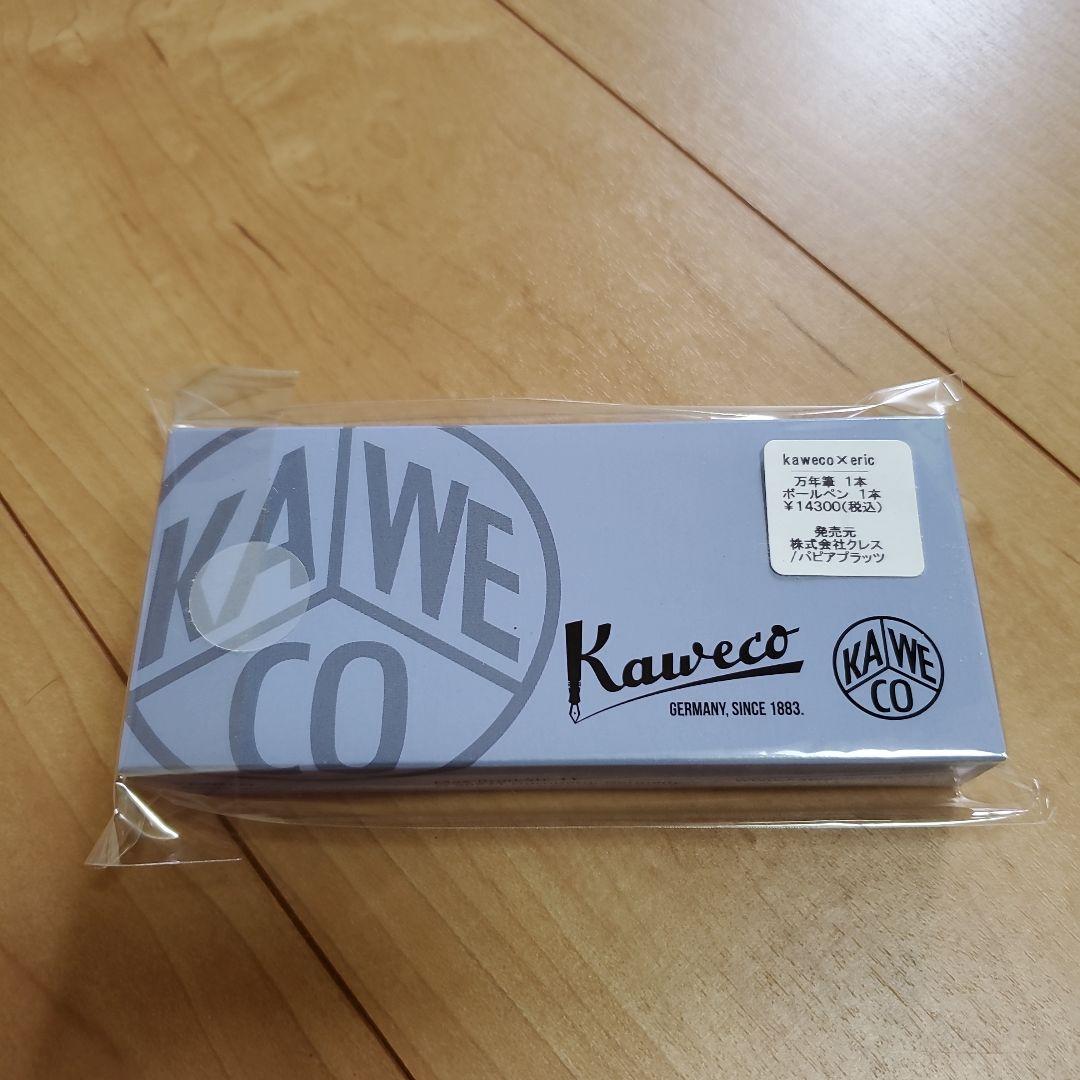 KAWE
CO
kaweco×eric
万年筆 1本
ボールペン 1本
¥14300(税込)
発売元
株式会社クレス
/パピアプラッツ
Kaweco
GERMANY, SINCE 1883.
KAWE
CO